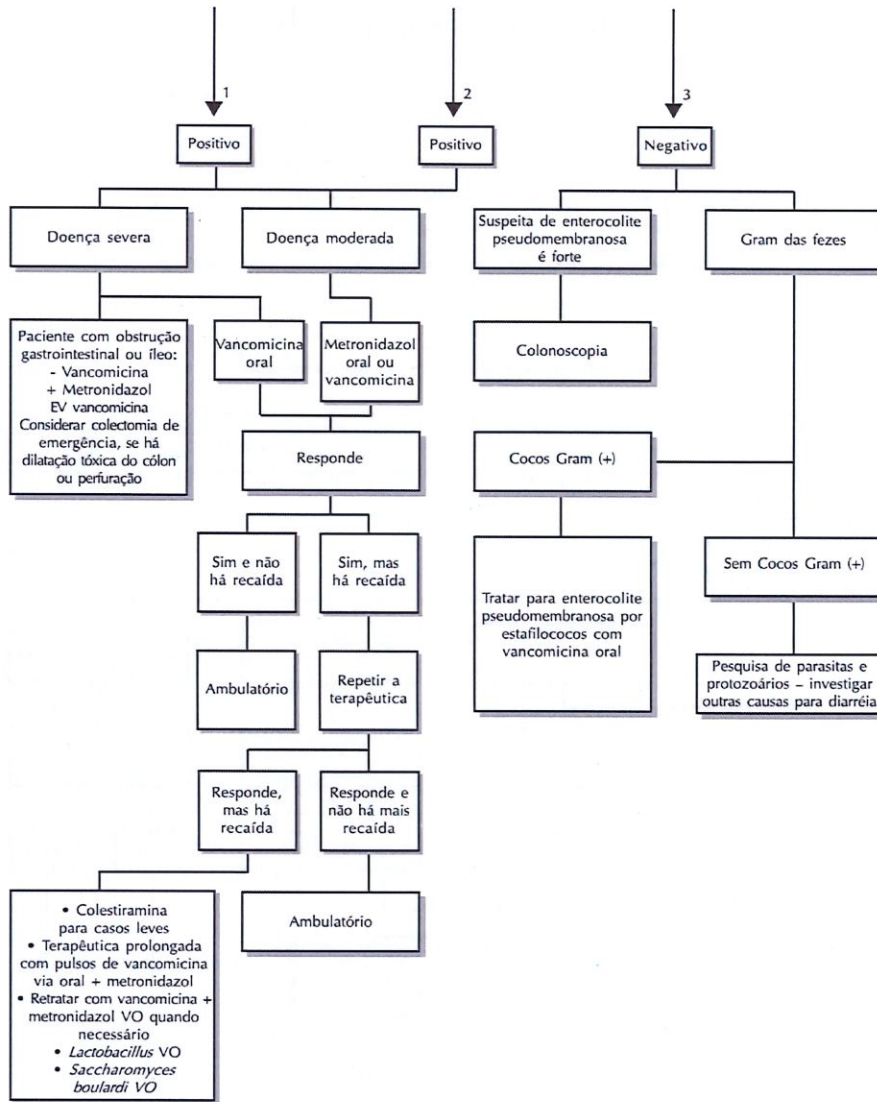 1
2
3
Positivo
Positivo
Negativo
Doença severa
Doença moderada
Suspeita de enterocolite
pseudomembranosa
é forte
Gram das fezes
Paciente com obstrução
gastrointestinal ou íleo:
- Vancomicina
+ Metronidazol
EV vancomicina
Considerar colectomia de
emergência, se há
dilatação tóxica do cólon
ou perfuração
Vancomicina
oral
Metronidazol
oral ou
vancomicina
Colonoscopia
Responde
Cocos Gram (+)
Sim e não
há recaída
Sim, mas
há recaída
Sem Cocos Gram (+)
Tratar para enterocolite
pseudomembranosa por
estafilococos com
vancomicina oral
Ambulatório
Repetir a
terapêutica
Pesquisa de parasitas e
protozoários – investigar
outras causas para diarréia
Responde,
mas há
recaída
Responde e
não há mais
recaída
• Colestiramina
para casos leves
• Terapêutica prolongada
com pulsos de vancomicina
via oral + metronidazol
• Retratar com vancomicina +
metronidazol VO quando
necessário
• Lactobacillus VO
• Saccharomyces
boulardi VO
Ambulatório